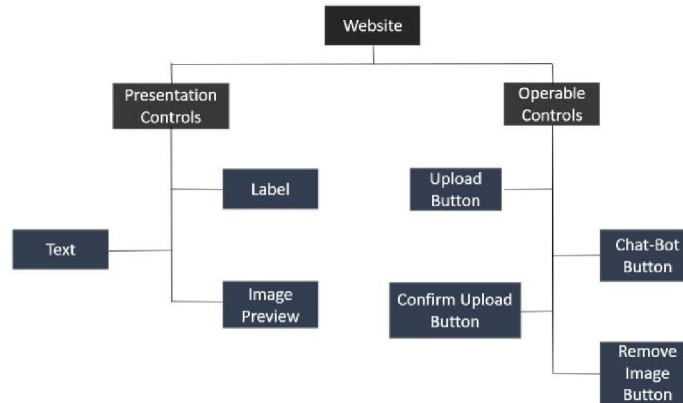 Website
Presentation
Controls
Operable
Controls
Label
Upload
Button
Text
Chat-Bot
Button
Image
Preview
Confirm Upload
Button
Remove
Image
Button